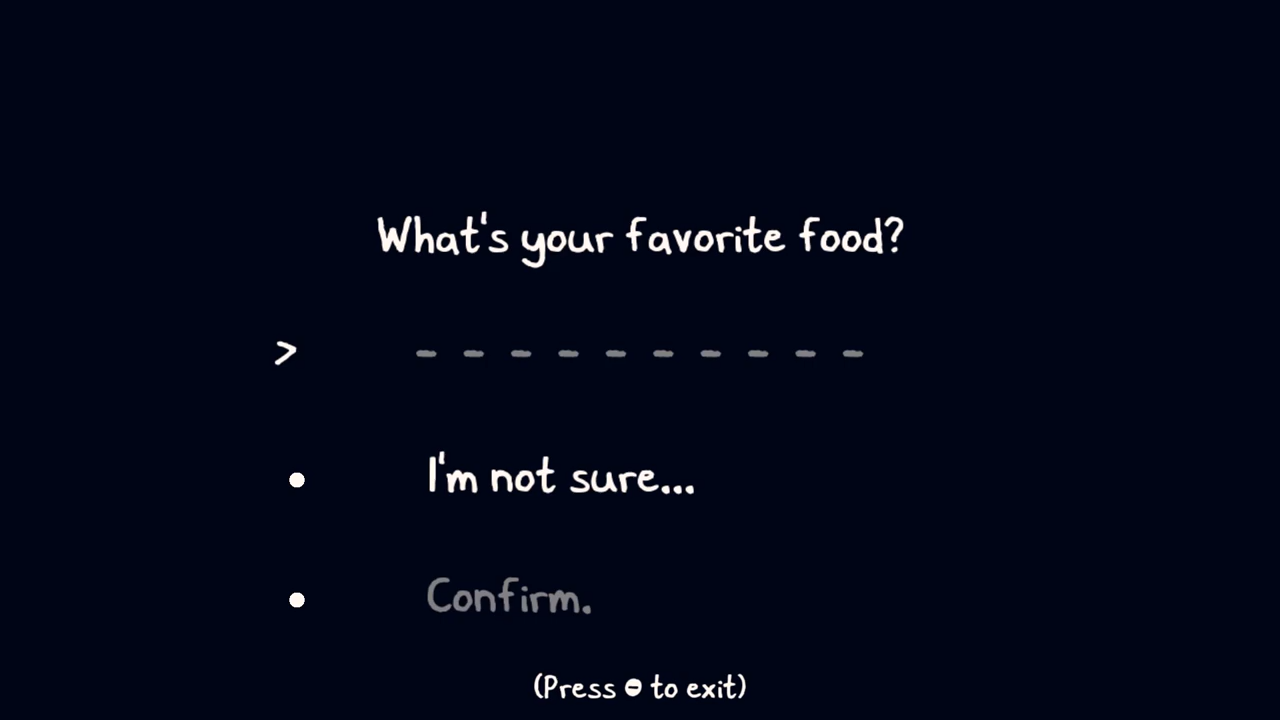 What's your favorite food?
> _ _ _ _ _ _ _ _ _ _
• I'm not sure...
• Confirm.
(Press ⊖ to exit)